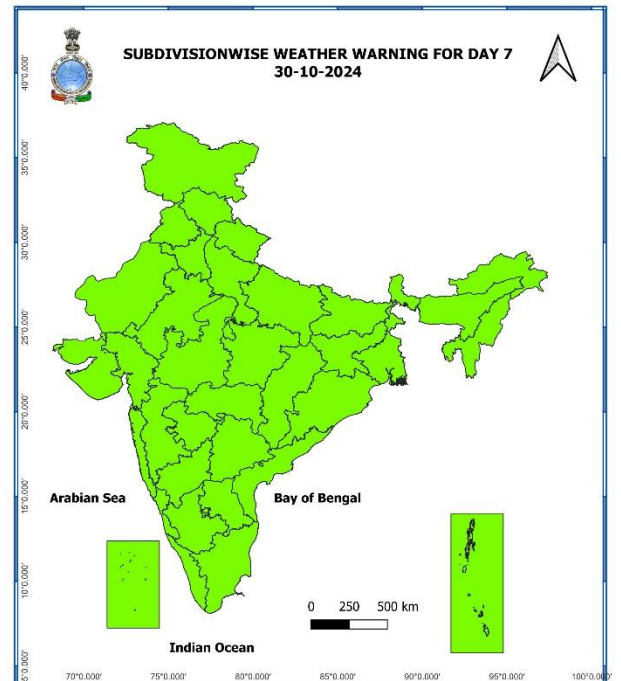 SUBDIVISIONWISE WEATHER WARNING FOR DAY 7
30-10-2024
40°0.000'
35°0.000'
30°0.000'
25°0.000'
20°0.000'
15°0.000'
10°0.000'
5°0.000'
Arabian Sea
Bay of Bengal
0 250 500 km
Indian Ocean
70°0.000' 75°0.000' 80°0.000' 85°0.000' 90°0.000' 95°0.000' 100°0.000'